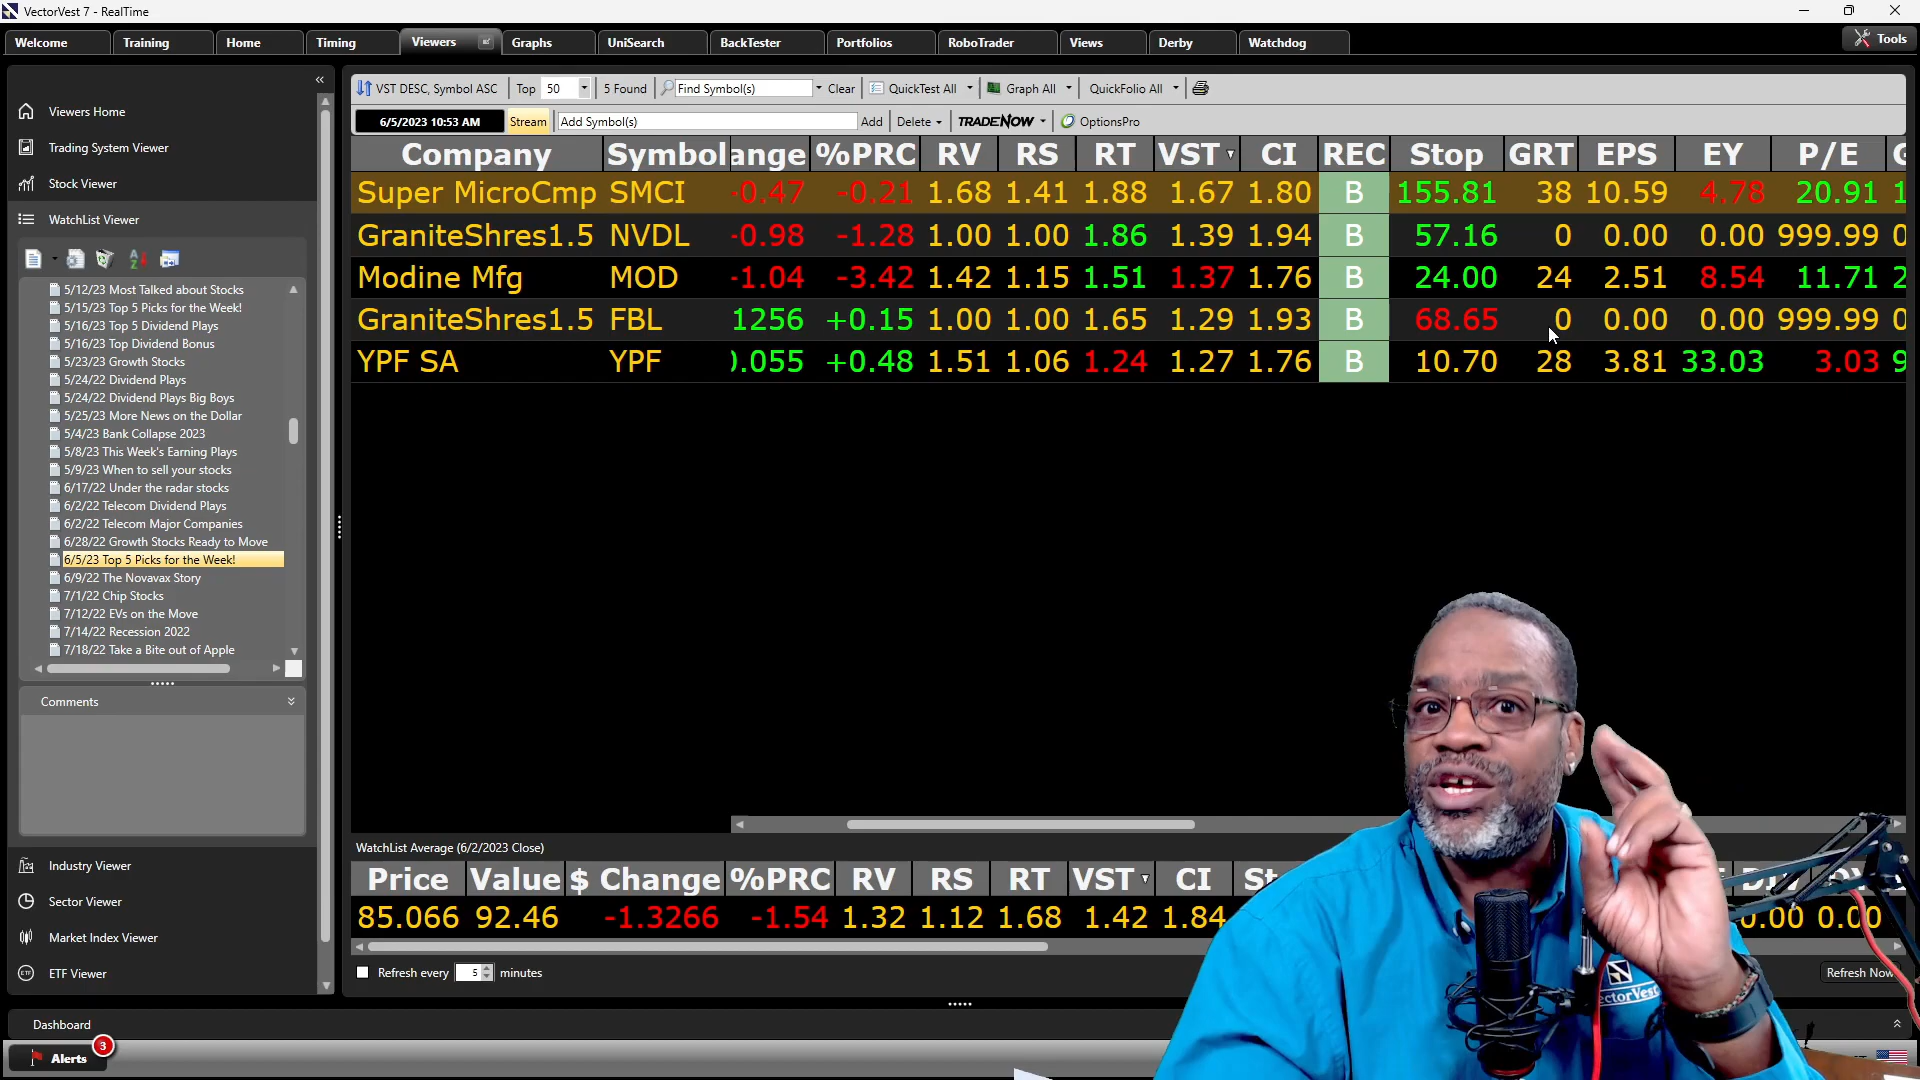 VectorVest 7 - RealTime
Welcome Training Home Timing Viewers Graphs UniSearch BackTester Portfolios RoboTrader Views Derby Watchdog Tools
VST DESC, Symbol ASC Top 50 5 Found Find Symbol(s) Clear QuickTest All Graph All QuickFolio All
6/5/2023 10:53 AM Stream Add Symbol(s) Add Delete TRADENOW OptionsPro
Company Symbol ange %PRC RV RS RT VST CI REC Stop GRT EPS EY P/E
Super MicroCmp SMCI -0.47 -0.21 1.68 1.41 1.88 1.67 1.80 B 155.81 38 10.59 4.78 20.91 1
GraniteShres1.5 NVDL -0.98 -1.28 1.00 1.00 1.86 1.39 1.94 B 57.16 0 0.00 0.00 999.99 0
Modine Mfg MOD -1.04 -3.42 1.42 1.15 1.51 1.37 1.76 B 24.00 24 2.51 8.54 11.71 2
GraniteShres1.5 FBL 1256 +0.15 1.00 1.00 1.65 1.29 1.93 B 68.65 0 0.00 0.00 999.99 0
YPF SA YPF 0.055 +0.48 1.51 1.06 1.24 1.27 1.76 B 10.70 28 3.81 33.03 3.03 9
Viewers Home
Trading System Viewer
Stock Viewer
WatchList Viewer
5/12/23 Most Talked about Stocks
5/15/23 Top 5 Picks for the Week!
5/16/23 Top 5 Dividend Plays
5/16/23 Top Dividend Bonus
5/23/23 Growth Stocks
5/24/22 Dividend Plays
5/24/22 Dividend Plays Big Boys
5/25/23 More News on the Dollar
5/4/23 Bank Collapse 2023
5/8/23 This Week's Earning Plays
5/9/23 When to sell your stocks
6/17/22 Under the radar stocks
6/2/22 Telecom Dividend Plays
6/2/22 Telecom Major Companies
6/28/22 Growth Stocks Ready to Move
6/5/23 Top 5 Picks for the Week!
6/9/22 The Novavax Story
7/1/22 Chip Stocks
7/12/22 EVs on the Move
7/14/22 Recession 2022
7/18/22 Take a Bite out of Apple
Comments
Industry Viewer
Sector Viewer
Market Index Viewer
ETF Viewer
WatchList Average (6/2/2023 Close)
Price Value $ Change %PRC RV RS RT VST CI St
85.066 92.46 -1.3266 -1.54 1.32 1.12 1.68 1.42 1.84 0.00 0.00
Refresh every 5 minutes Refresh Now
Dashboard
Alerts 3
VectorVest